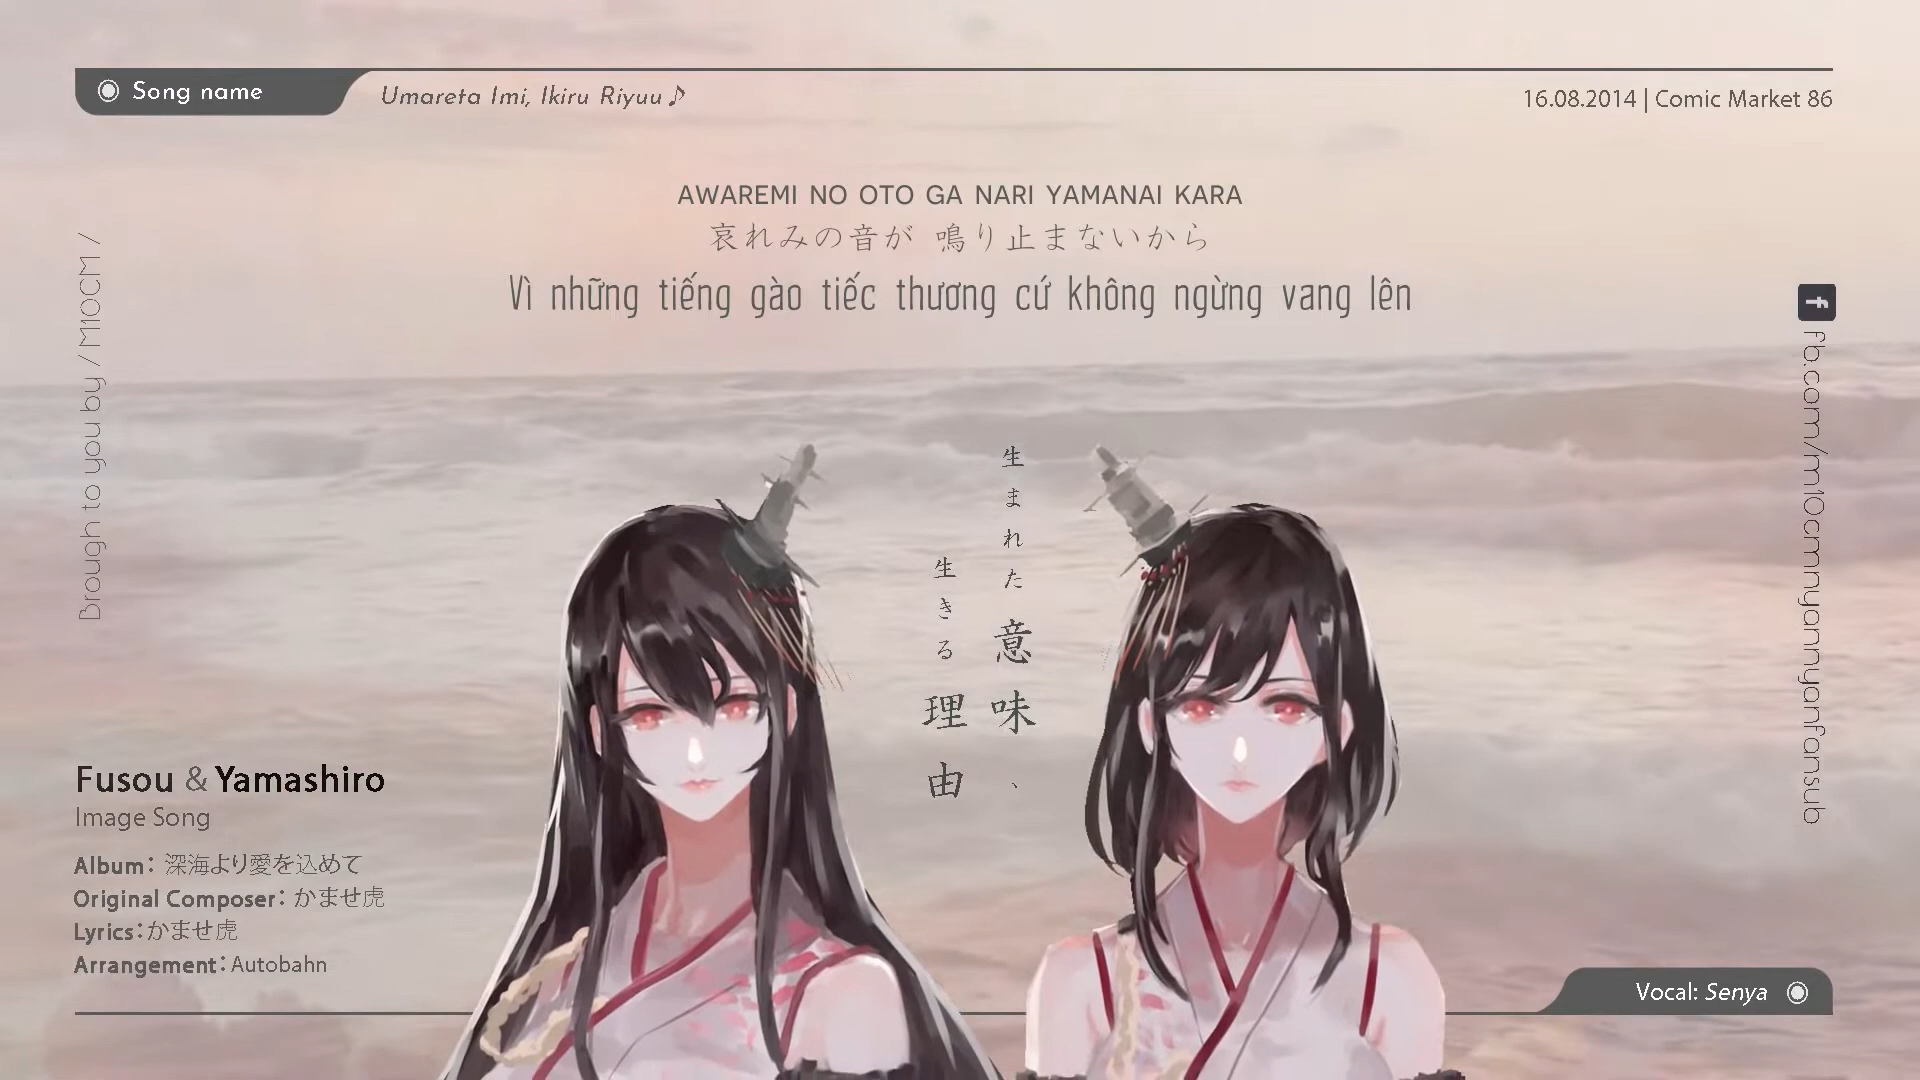 Song name
Umareta Imi, Ikiru Riyuu♪
16.08.2014 | Comic Market 86
AWAREMI NO OTO GA NARI YAMANAI KARA
哀れみの音が 鳴り止まないから
Vì những tiếng gào tiếc thương cứ không ngừng vang lên
Brough to you by / M10CM /
f
fb.com/m10cmnyannyanfansub
生まれた意味、
生きる理由
Fusou & Yamashiro
Image Song
Album: 深海より愛を込めて
Original Composer: かませ虎
Lyrics:かませ虎
Arrangement:Autobahn
Vocal: Senya